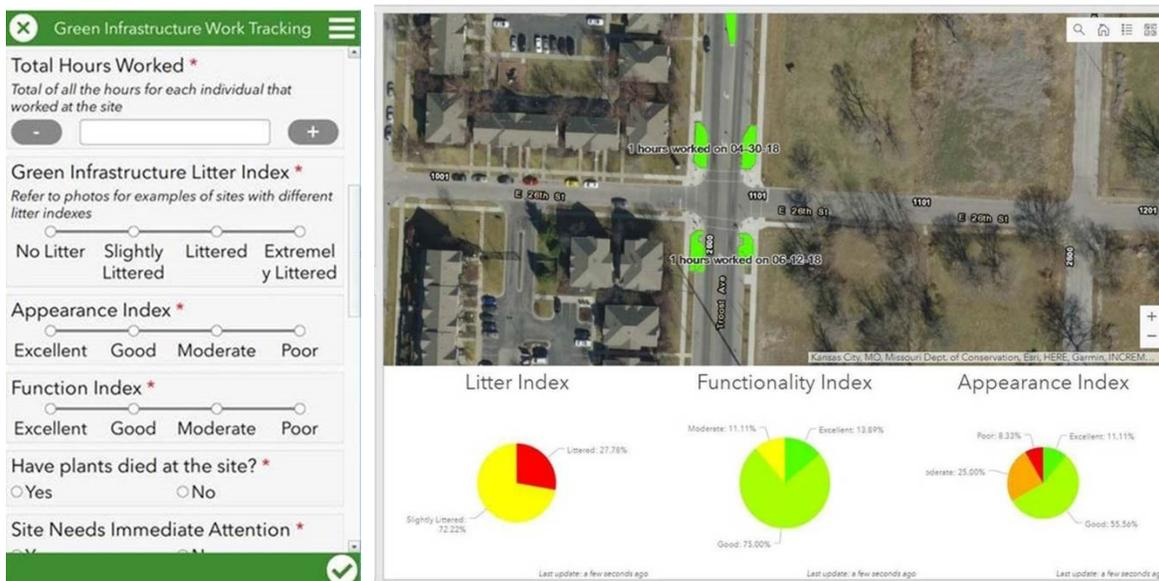 Green Infrastructure Work Tracking
Total Hours Worked *
Total of all the hours for each individual that
worked at the site
- +
Green Infrastructure Litter Index *
Refer to photos for examples of sites with different
litter indexes
No Litter Slightly Littered Extremel
Littered y Littered
Appearance Index *
Excellent Good Moderate Poor
Function Index *
Excellent Good Moderate Poor
Have plants died at the site? *
Yes No
Site Needs Immediate Attention *
1 hours worked on 04-30-18
1001
E 26th St
1101
E 26th St
1101
E 26th St
1201
2600
2600
1 hours worked on 06-12-18
Troost Ave
+
−
Kansas City, MO, Missouri Dept. of Conservation, Esri, HERE, Garmin, INCREM...
Litter Index
Littered: 27.78%
Slightly Littered:
72.22%
Last update: a few seconds ago
Functionality Index
Moderate: 11.11%
Excellent: 13.89%
Good: 75.00%
Last update: a few seconds ago
Appearance Index
Poor: 8.33%
Excellent: 11.11%
oderate: 25.00%
Good: 55.56%
Last update: a few seconds ag